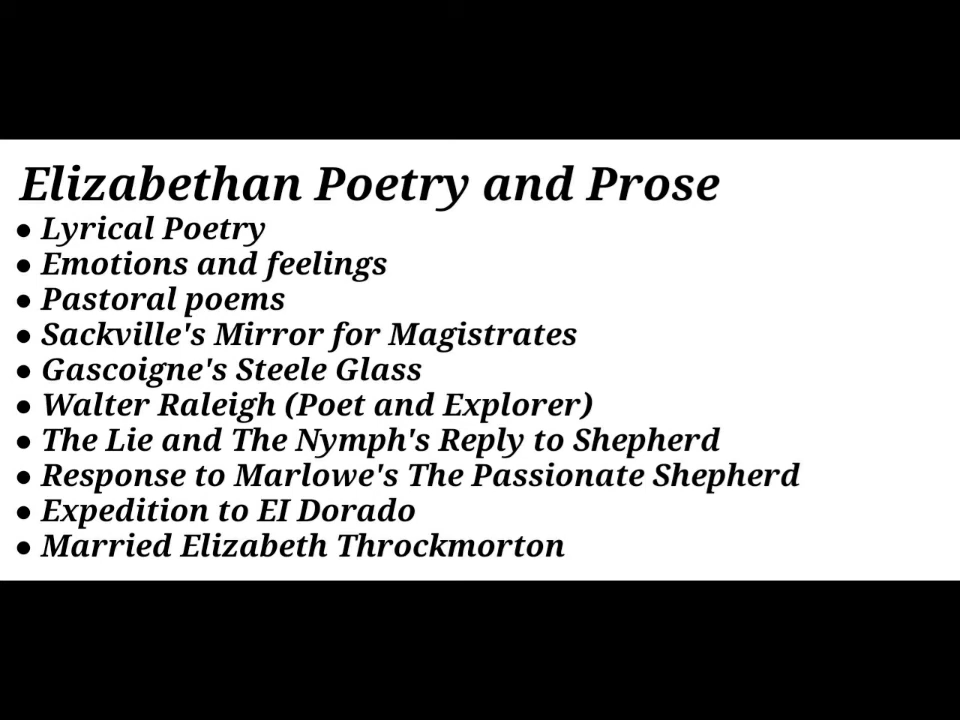 Elizabethan Poetry and Prose
• Lyrical Poetry
• Emotions and feelings
• Pastoral poems
• Sackville's Mirror for Magistrates
• Gascoigne's Steele Glass
• Walter Raleigh (Poet and Explorer)
• The Lie and The Nymph's Reply to Shepherd
• Response to Marlowe's The Passionate Shepherd
• Expedition to EI Dorado
• Married Elizabeth Throckmorton